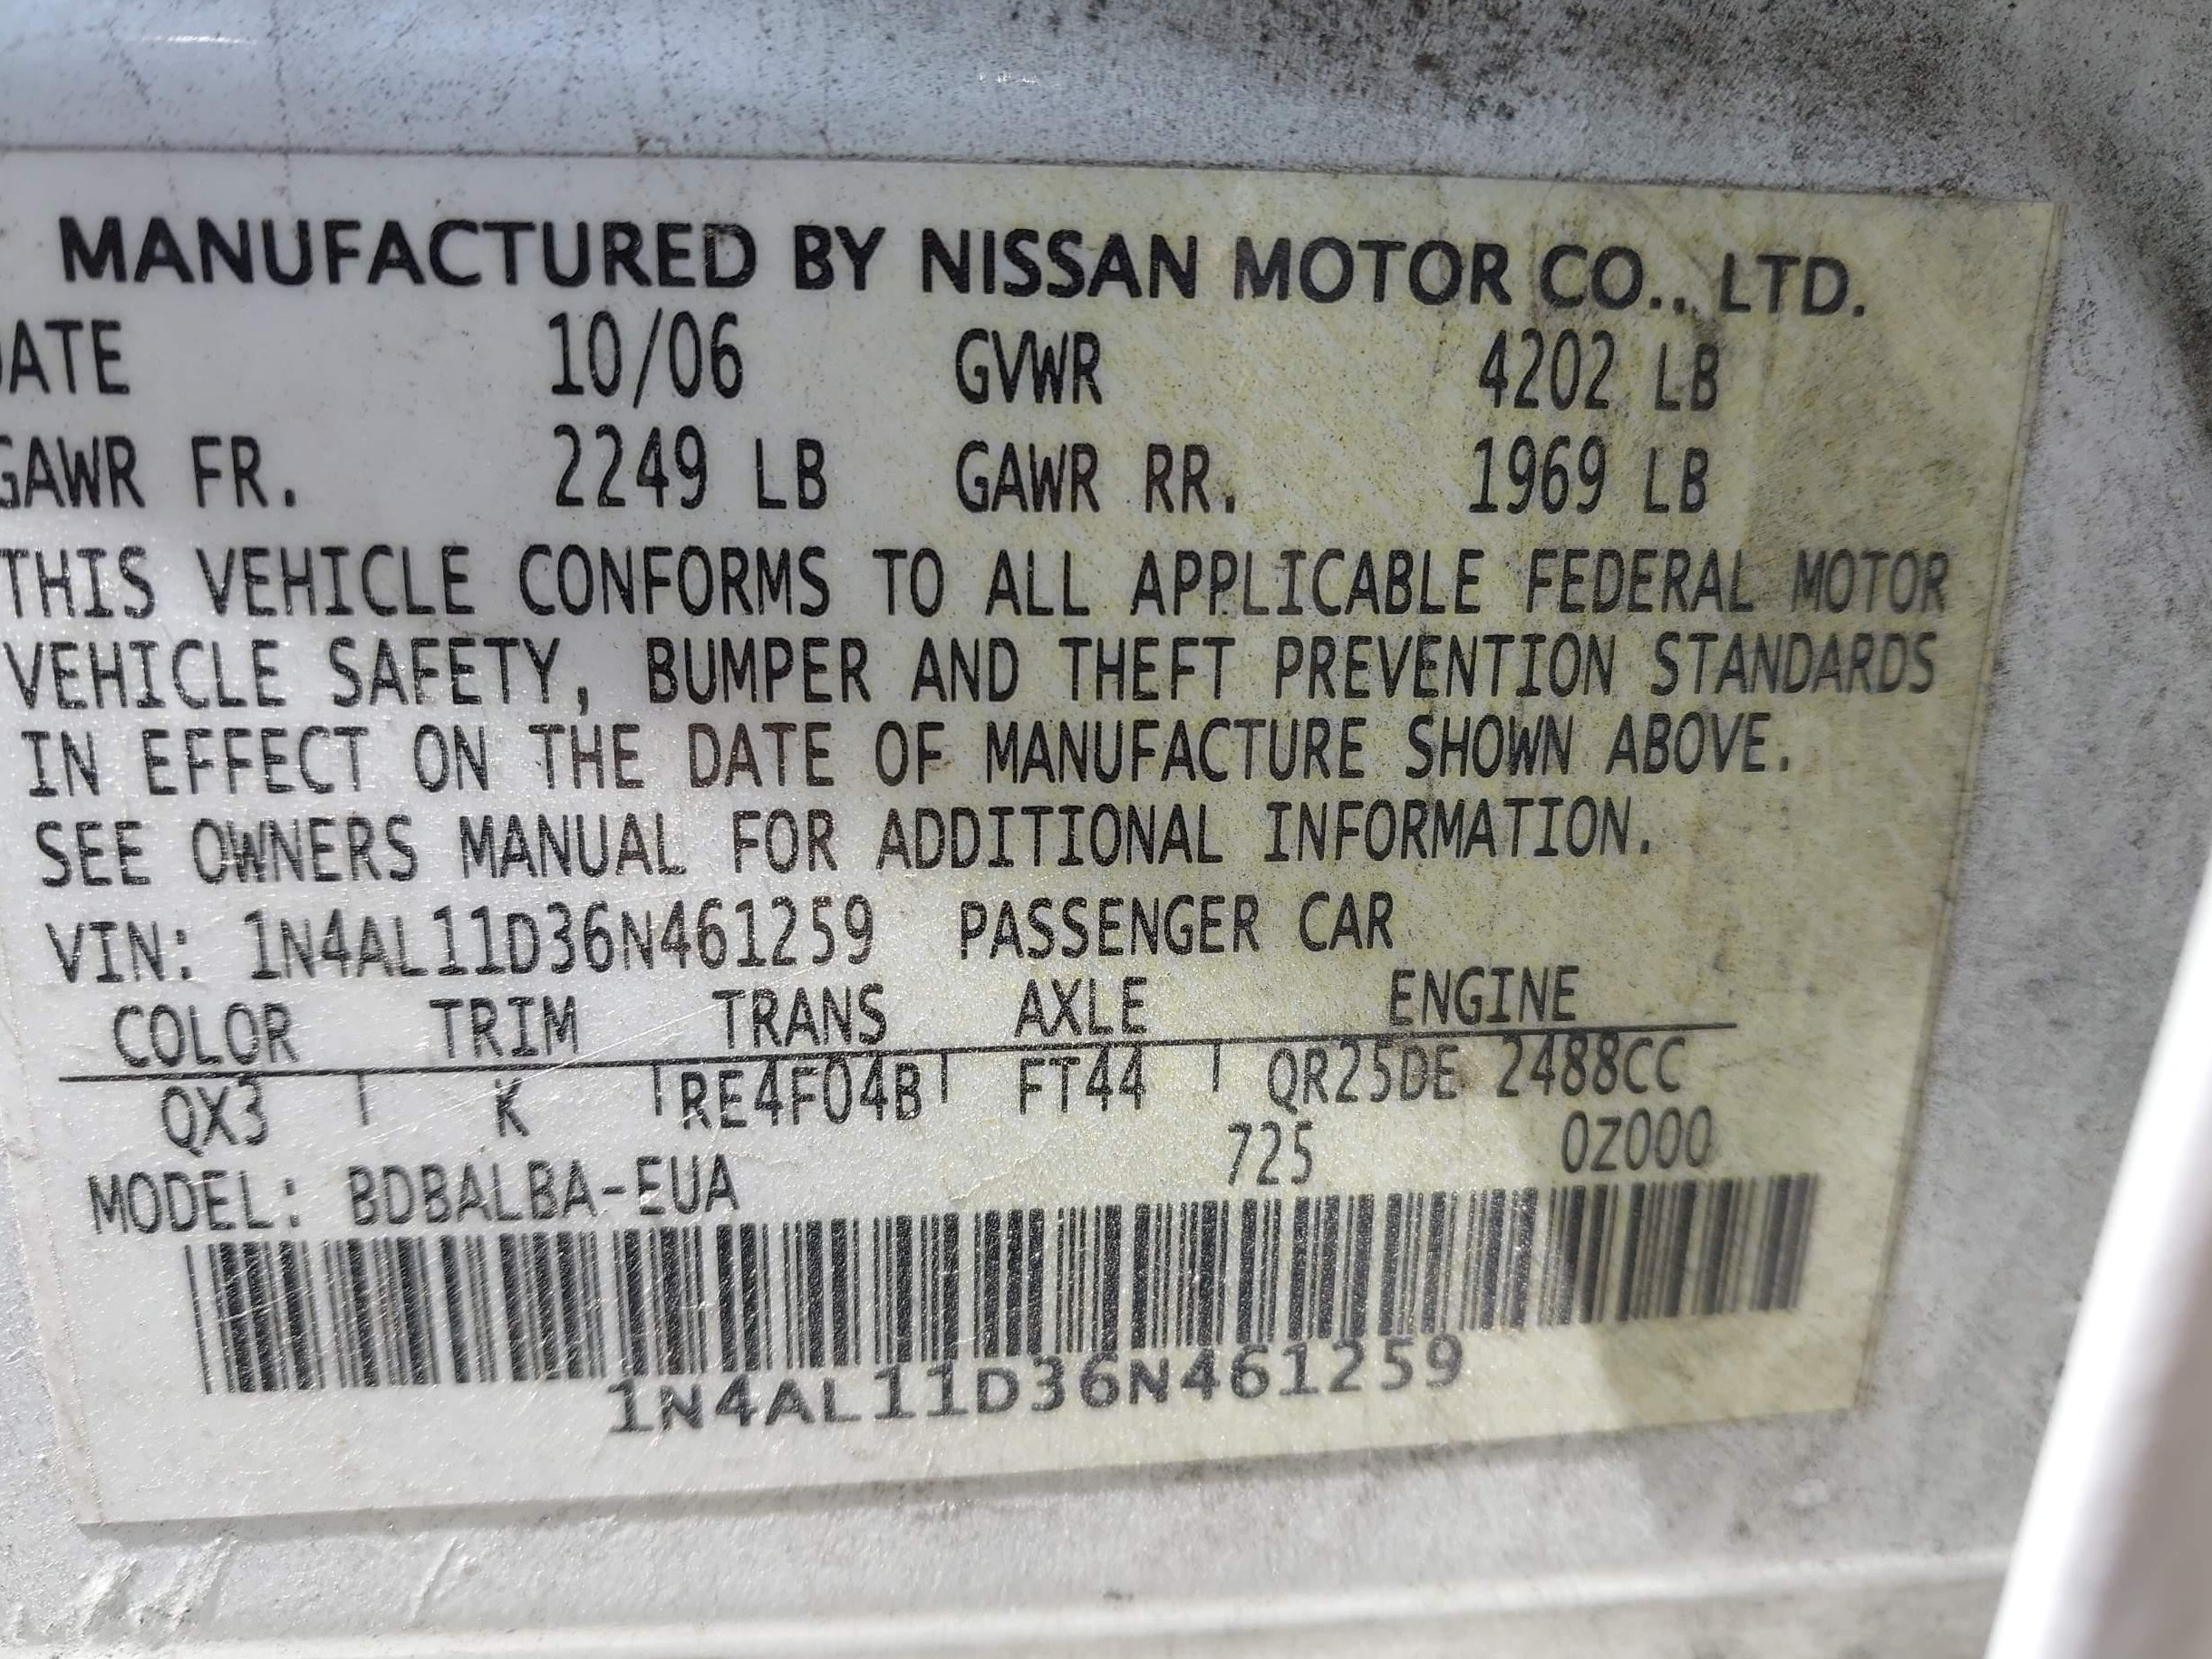 MANUFACTURED BY NISSAN MOTOR CO., LTD.
DATE 10/06 GVWR 4202 LB
GAWR FR. 2249 LB GAWR RR. 1969 LB
THIS VEHICLE CONFORMS TO ALL APPLICABLE FEDERAL MOTOR
VEHICLE SAFETY, BUMPER AND THEFT PREVENTION STANDARDS
IN EFFECT ON THE DATE OF MANUFACTURE SHOWN ABOVE.
SEE OWNERS MANUAL FOR ADDITIONAL INFORMATION.
VIN: 1N4AL11D36N461259 PASSENGER CAR
COLOR TRIM TRANS AXLE ENGINE
QX3 K RE4F04B FT44 QR25DE 2488CC
725 0Z000
MODEL: BDBALBA-EUA
1N4AL11D36N461259